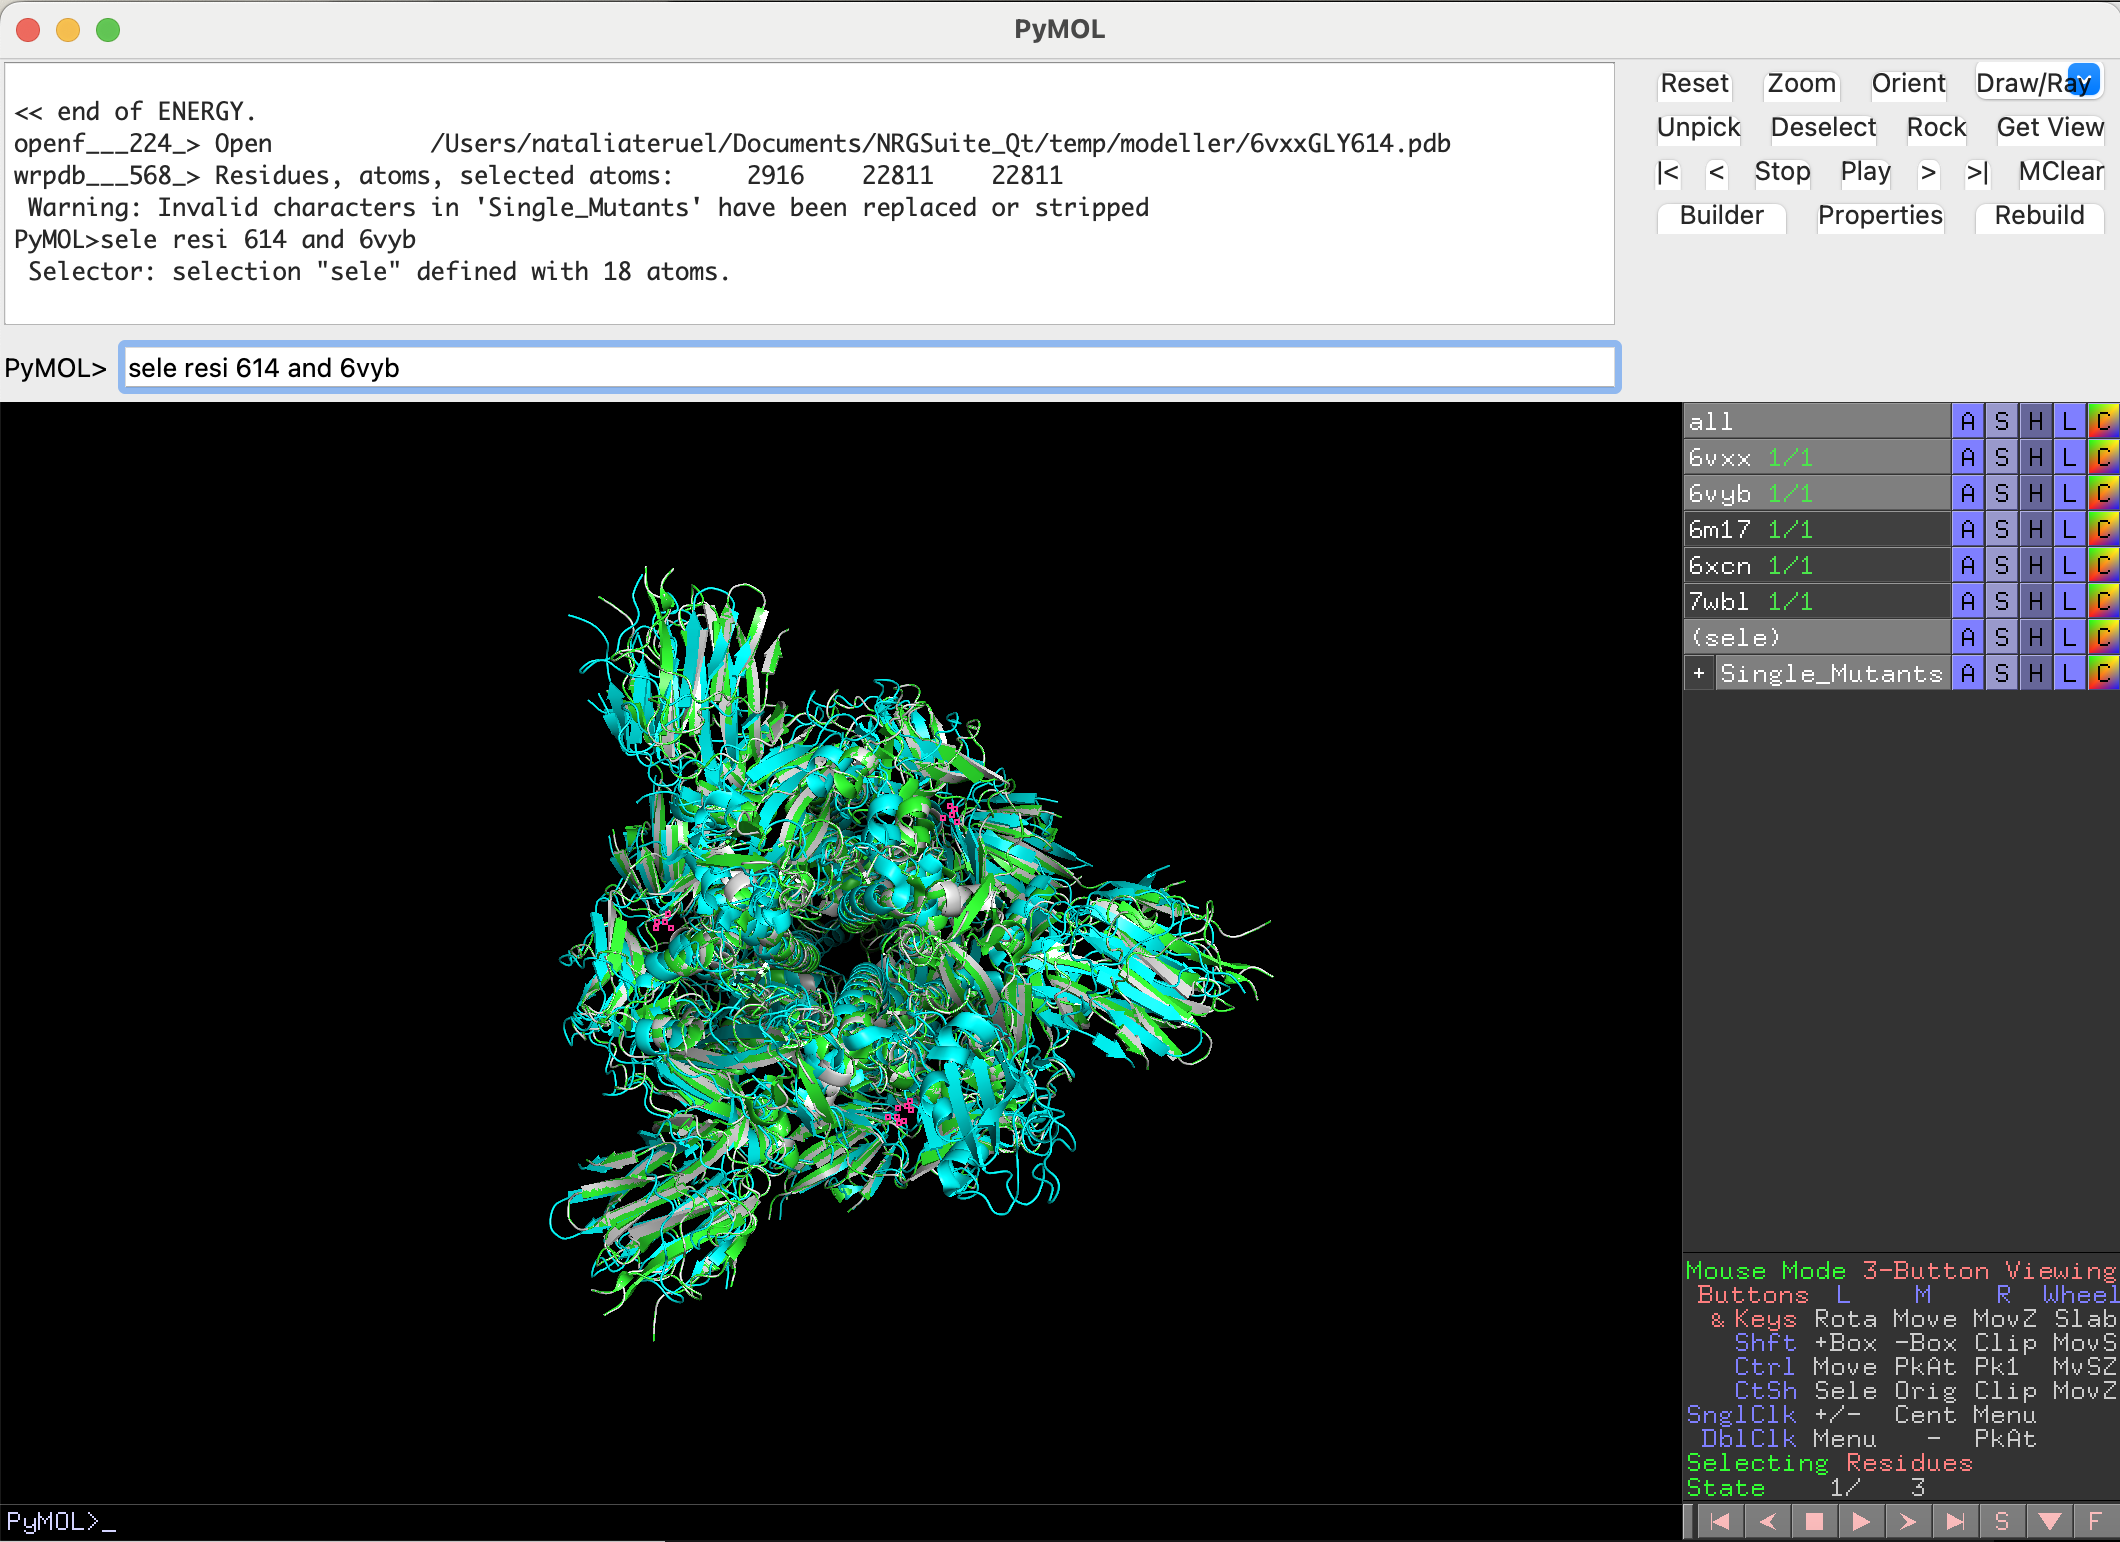 PyMOL
<< end of ENERGY.
openf___224_> Open           /Users/nataliateruel/Documents/NRGSuite_Qt/temp/modeller/6vxxGLY614.pdb
wrpdb___568_> Residues, atoms, selected atoms:     2916    22811    22811
Warning: Invalid characters in 'Single_Mutants' have been replaced or stripped
PyMOL>sele resi 614 and 6vyb
Selector: selection "sele" defined with 18 atoms.
Reset Zoom Orient Draw/Ray
Unpick Deselect Rock Get View
|< < Stop Play > >| MClear
Builder Properties Rebuild
PyMOL> sele resi 614 and 6vyb
all A S H L C
6vxx 1/1 A S H L C
6vyb 1/1 A S H L C
6m17 1/1 A S H L C
6xcn 1/1 A S H L C
7wbl 1/1 A S H L C
(sele) A S H L C
+ Single_Mutants A S H L C
Mouse Mode 3-Button Viewing
Buttons L M R Wheel
& Keys Rota Move MovZ Slab
Shft +Box -Box Clip MovS
Ctrl Move PkAt Pk1 MvSZ
CtSh Sele Orig Clip MovZ
SnglClk +/- Cent Menu
DblClk Menu - PkAt
Selecting Residues
State 1/ 3
PyMOL>_
S F